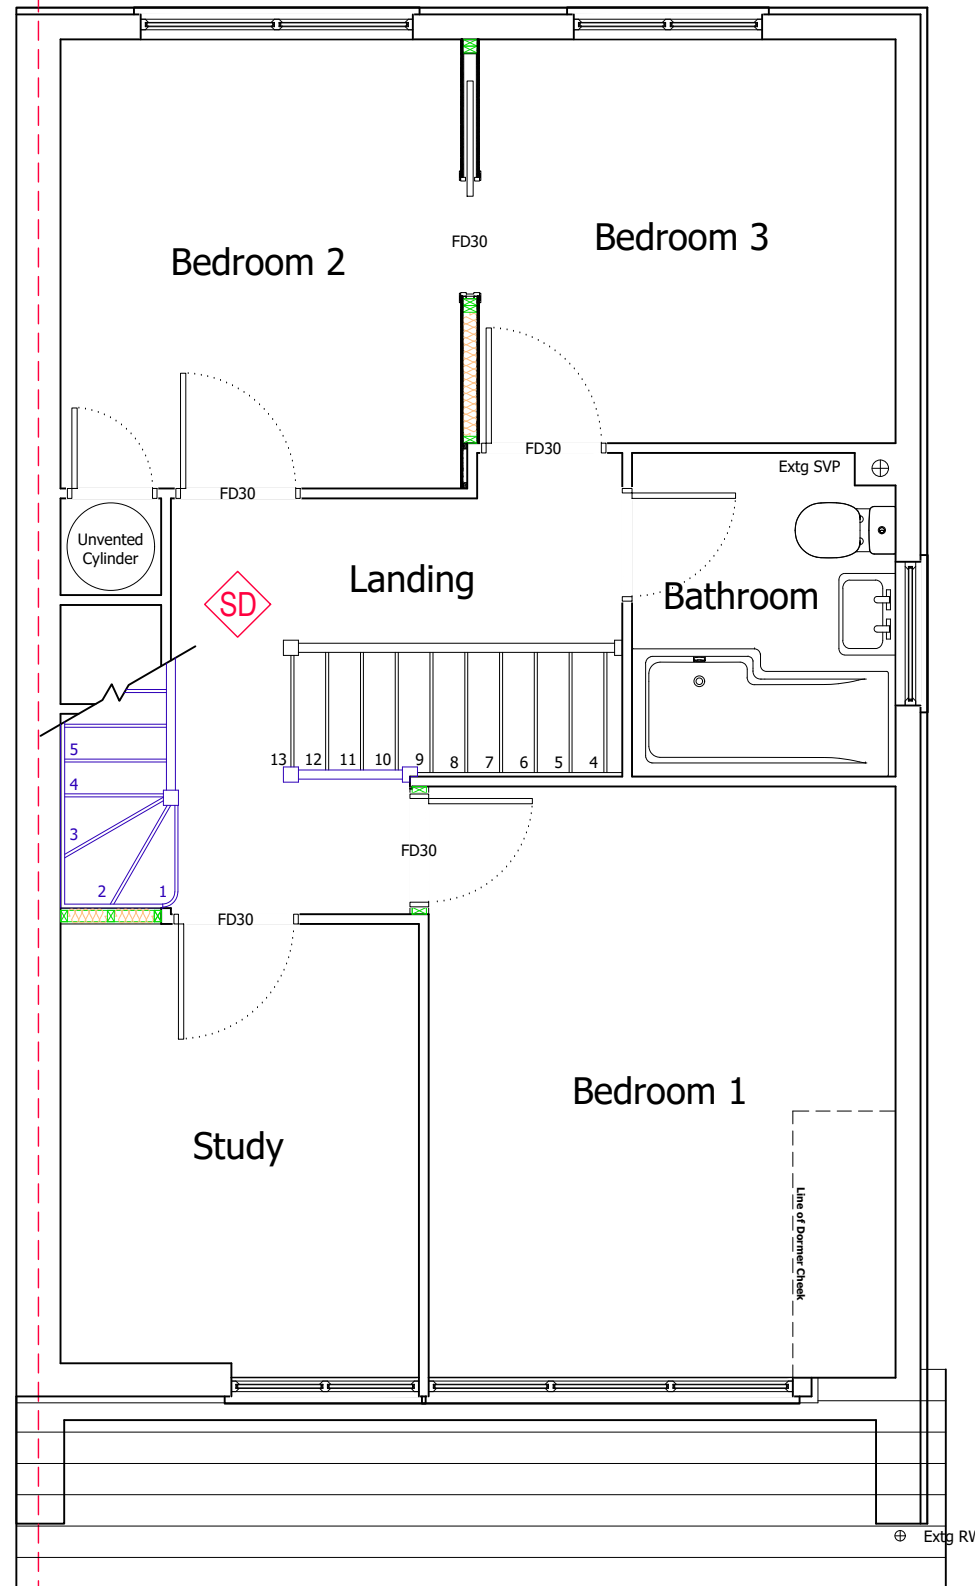 Bedroom 2
FD30
Bedroom 3
FD30
Extg SVP
FD30
Unvented
Cylinder
Landing
SD
Bathroom
13 12 11 10 9 8 7 6 5 4
5
4
3
2
1
FD30
FD30
Bedroom 1
Study
Line of Dormer Cheek
Extg RW